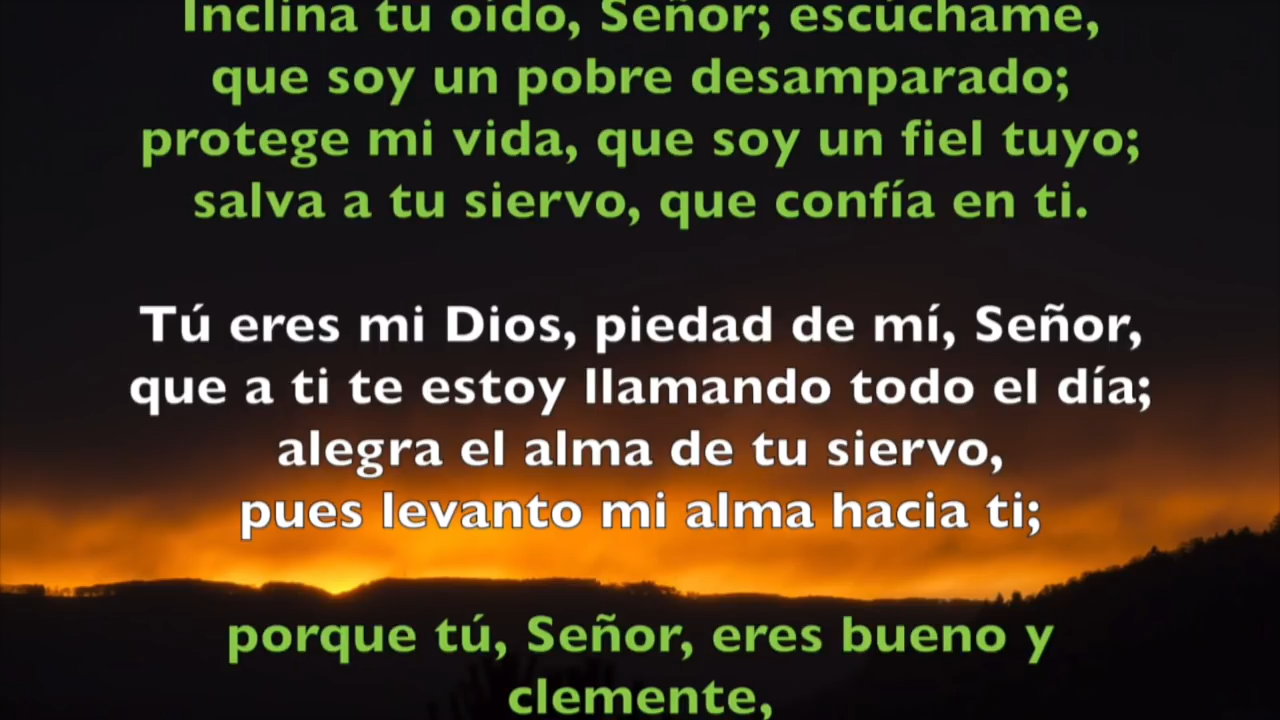 Inclina tu oído, Señor; escúchame,
que soy un pobre desamparado;
protege mi vida, que soy un fiel tuyo;
salva a tu siervo, que confía en ti.
Tú eres mi Dios, piedad de mí, Señor,
que a ti te estoy llamando todo el día;
alegra el alma de tu siervo,
pues levanto mi alma hacia ti;
porque tú, Señor, eres bueno y
clemente,